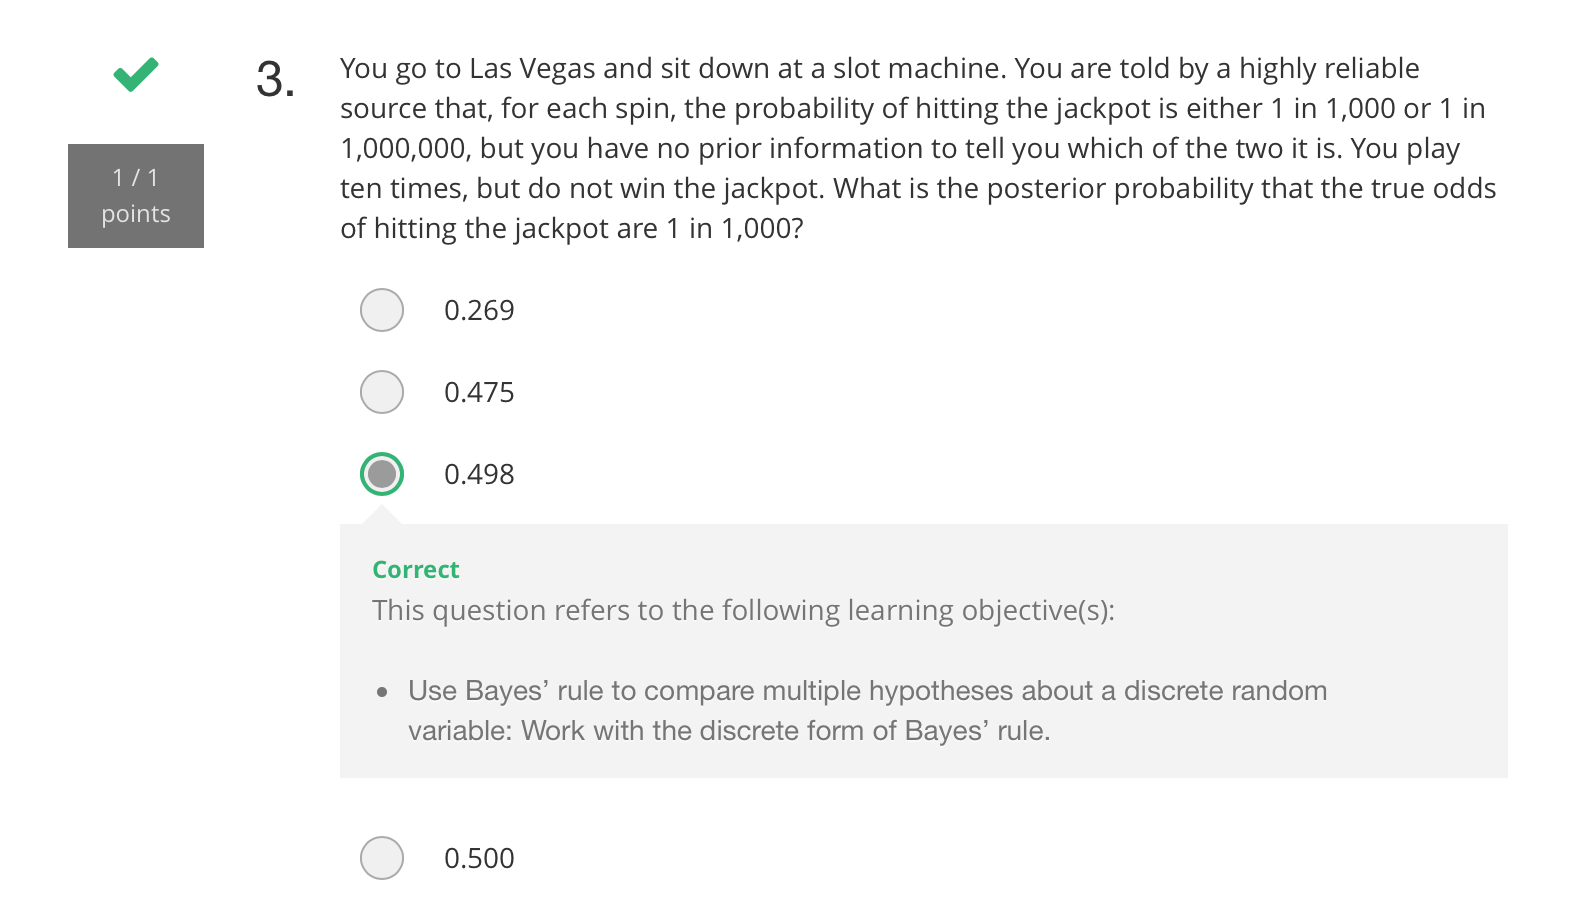 3.
You go to Las Vegas and sit down at a slot machine. You are told by a highly reliable
source that, for each spin, the probability of hitting the jackpot is either 1 in 1,000 or 1 in
1,000,000, but you have no prior information to tell you which of the two it is. You play
ten times, but do not win the jackpot. What is the posterior probability that the true odds
of hitting the jackpot are 1 in 1,000?
1 / 1
points
0.269
0.475
0.498
Correct
This question refers to the following learning objective(s):
• Use Bayes’ rule to compare multiple hypotheses about a discrete random
variable: Work with the discrete form of Bayes’ rule.
0.500